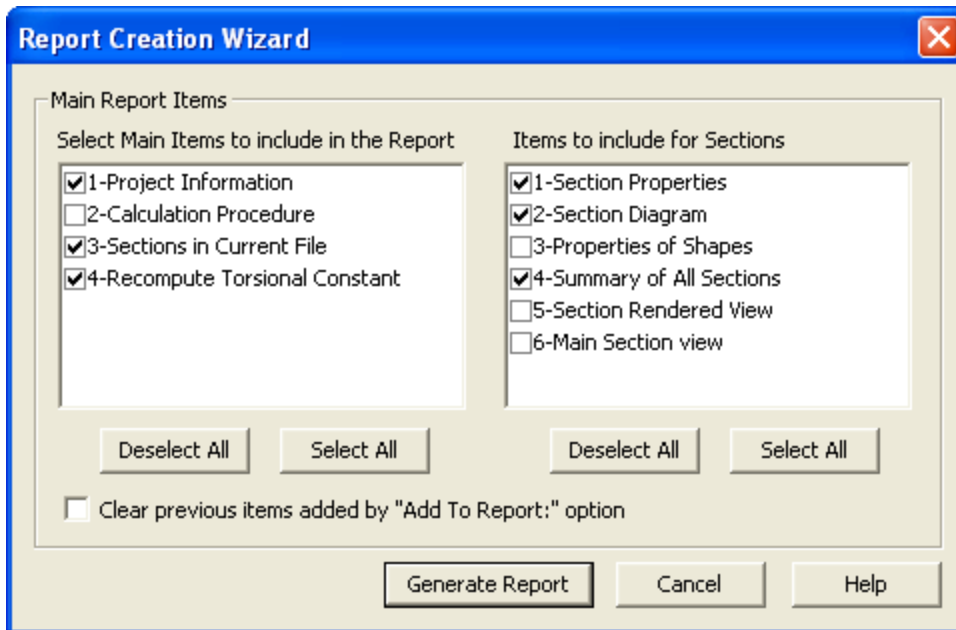 Report Creation Wizard
Main Report Items
Select Main Items to include in the Report
1-Project Information
2-Calculation Procedure
3-Sections in Current File
4-Recompute Torsional Constant
Deselect All
Select All
Items to include for Sections
1-Section Properties
2-Section Diagram
3-Properties of Shapes
4-Summary of All Sections
5-Section Rendered View
6-Main Section view
Deselect All
Select All
Clear previous items added by "Add To Report:" option
Generate Report
Cancel
Help